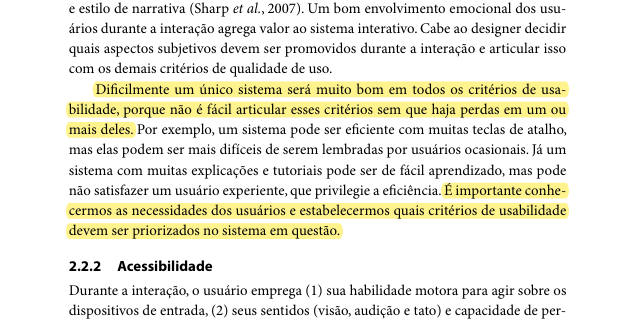 e estilo de narrativa (Sharp et al., 2007). Um bom envolvimento emocional dos usu-
ários durante a interação agrega valor ao sistema interativo. Cabe ao designer decidir
quais aspectos subjetivos devem ser promovidos durante a interação e articular isso
com os demais critérios de qualidade de uso.
Dificilmente um único sistema será muito bom em todos os critérios de usa-
bilidade, porque não é fácil articular esses critérios sem que haja perdas em um ou
mais deles. Por exemplo, um sistema pode ser eficiente com muitas teclas de atalho,
mas elas podem ser mais difíceis de serem lembradas por usuários ocasionais. Já um
sistema com muitas explicações e tutoriais pode ser de fácil aprendizado, mas pode
não satisfazer um usuário experiente, que privilegie a eficiência. É importante conhe-
cermos as necessidades dos usuários e estabelecermos quais critérios de usabilidade
devem ser priorizados no sistema em questão.
2.2.2 Acessibilidade
Durante a interação, o usuário emprega (1) sua habilidade motora para agir sobre os
dispositivos de entrada, (2) seus sentidos (visão, audição e tato) e capacidade de per-